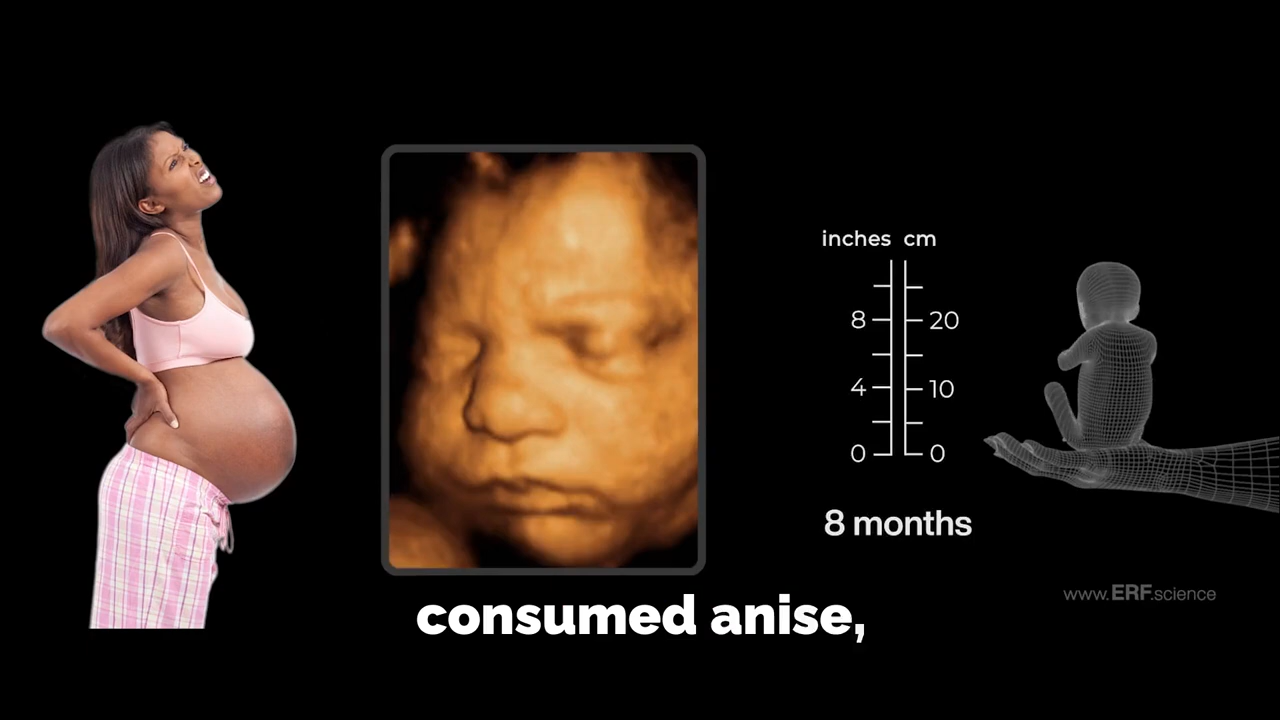 inches cm
8 20
4 10
0 0
8 months
www.ERF.science
consumed anise,